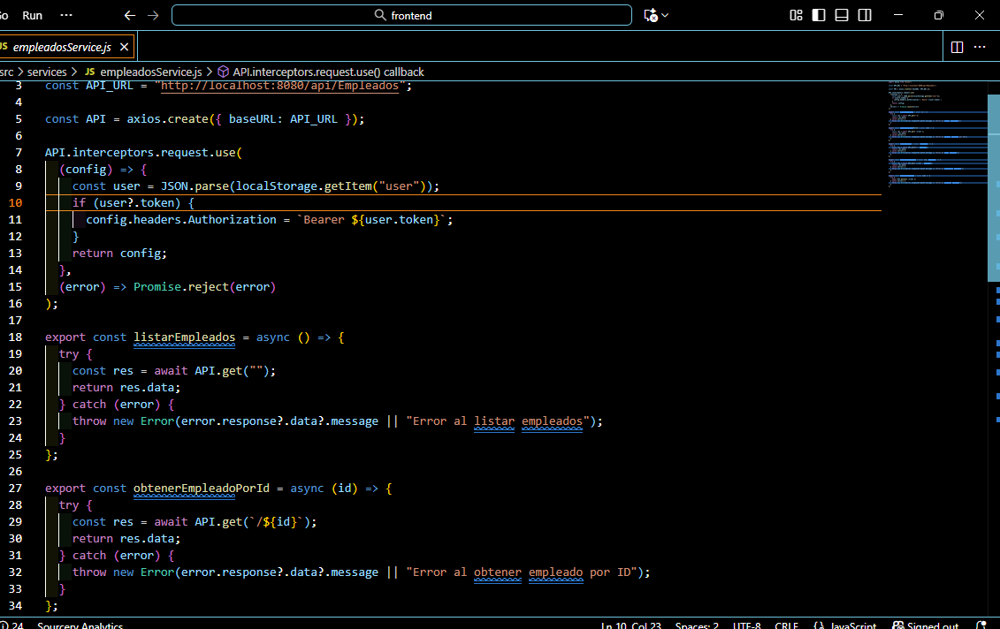 Run ···
frontend
JS empleadosService.js
src > services > JS empleadosService.js > API.interceptors.request.use() callback
3 const API_URL = "http://localhost:8080/api/Empleados";
4
5 const API = axios.create({ baseURL: API_URL });
6
7 API.interceptors.request.use(
8 (config) => {
9 const user = JSON.parse(localStorage.getItem("user"));
10 if (user?.token) {
11 config.headers.Authorization = `Bearer ${user.token}`;
12 }
13 return config;
14 },
15 (error) => Promise.reject(error)
16 );
17
18 export const listarEmpleados = async () => {
19 try {
20 const res = await API.get("");
21 return res.data;
22 } catch (error) {
23 throw new Error(error.response?.data?.message || "Error al listar empleados");
24 }
25 };
26
27 export const obtenerEmpleadoPorId = async (id) => {
28 try {
29 const res = await API.get(`/${id}`);
30 return res.data;
31 } catch (error) {
32 throw new Error(error.response?.data?.message || "Error al obtener empleado por ID");
33 }
34 };
24 Sourcery Analytics Ln 10, Col 23 Spaces: 2 UTF-8 CRLF {} JavaScript Signed out